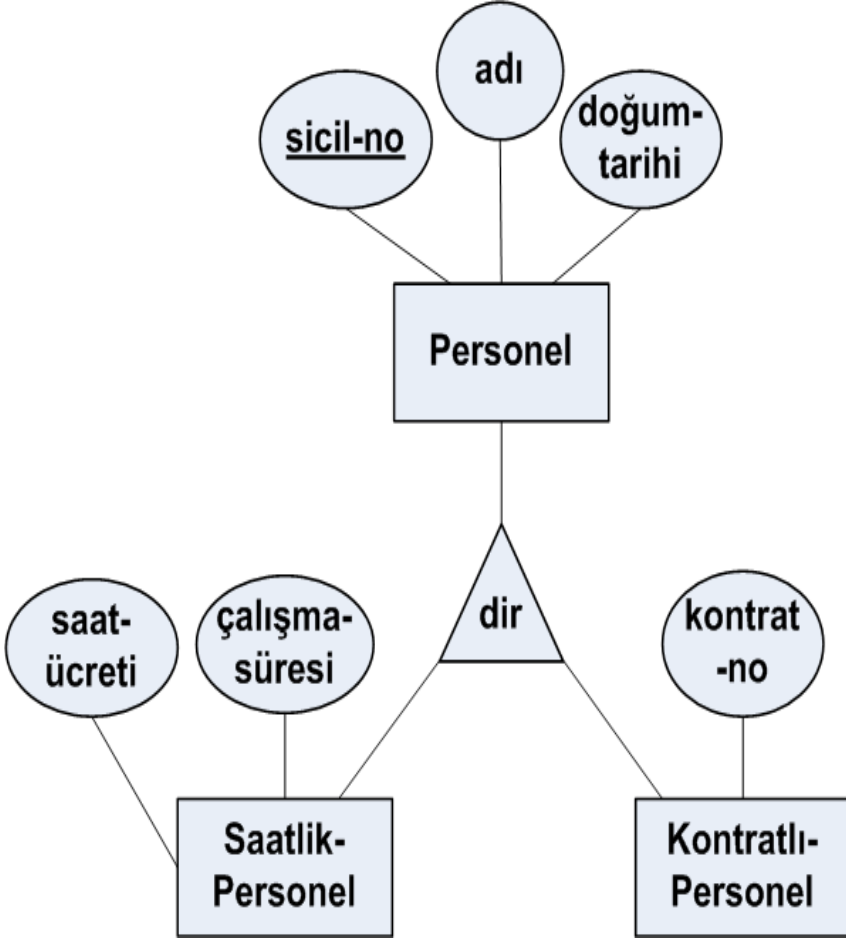 adı
sicil-no
doğum-
tarihi
Personel
dir
saat-
ücreti
çalışma-
süresi
kontrat
-no
Saatlik-
Personel
Kontratlı-
Personel